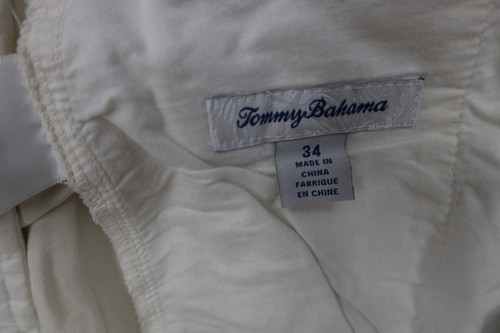 Tommy Bahama
34
MADE IN
CHINA
FABRIQUE
EN CHINE